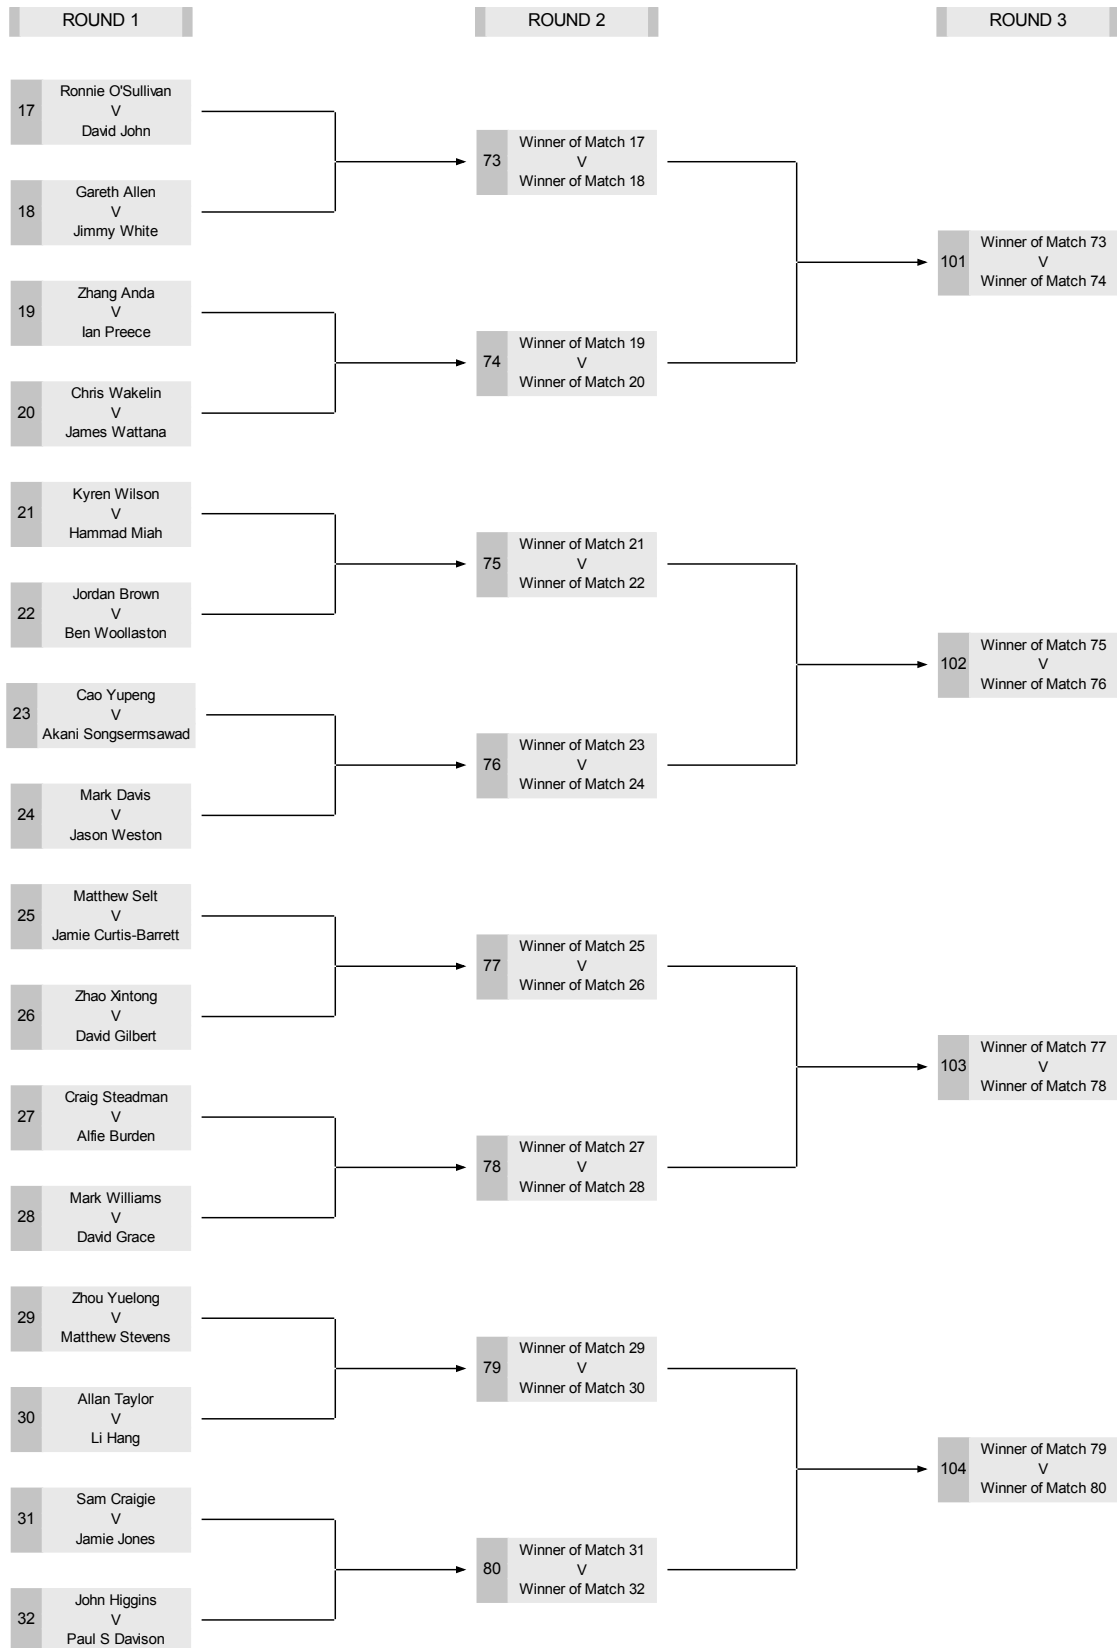 ROUND 1
ROUND 2
ROUND 3
17
Ronnie O'Sullivan
V
David John
18
Gareth Allen
V
Jimmy White
19
Zhang Anda
V
Ian Preece
20
Chris Wakelin
V
James Wattana
21
Kyren Wilson
V
Hammad Miah
22
Jordan Brown
V
Ben Woollaston
23
Cao Yupeng
V
Akani Songsermsawad
24
Mark Davis
V
Jason Weston
25
Matthew Selt
V
Jamie Curtis-Barrett
26
Zhao Xintong
V
David Gilbert
27
Craig Steadman
V
Alfie Burden
28
Mark Williams
V
David Grace
29
Zhou Yuelong
V
Matthew Stevens
30
Allan Taylor
V
Li Hang
31
Sam Craigie
V
Jamie Jones
32
John Higgins
V
Paul S Davison
73
Winner of Match 17
V
Winner of Match 18
74
Winner of Match 19
V
Winner of Match 20
75
Winner of Match 21
V
Winner of Match 22
76
Winner of Match 23
V
Winner of Match 24
77
Winner of Match 25
V
Winner of Match 26
78
Winner of Match 27
V
Winner of Match 28
79
Winner of Match 29
V
Winner of Match 30
80
Winner of Match 31
V
Winner of Match 32
101
Winner of Match 73
V
Winner of Match 74
102
Winner of Match 75
V
Winner of Match 76
103
Winner of Match 77
V
Winner of Match 78
104
Winner of Match 79
V
Winner of Match 80